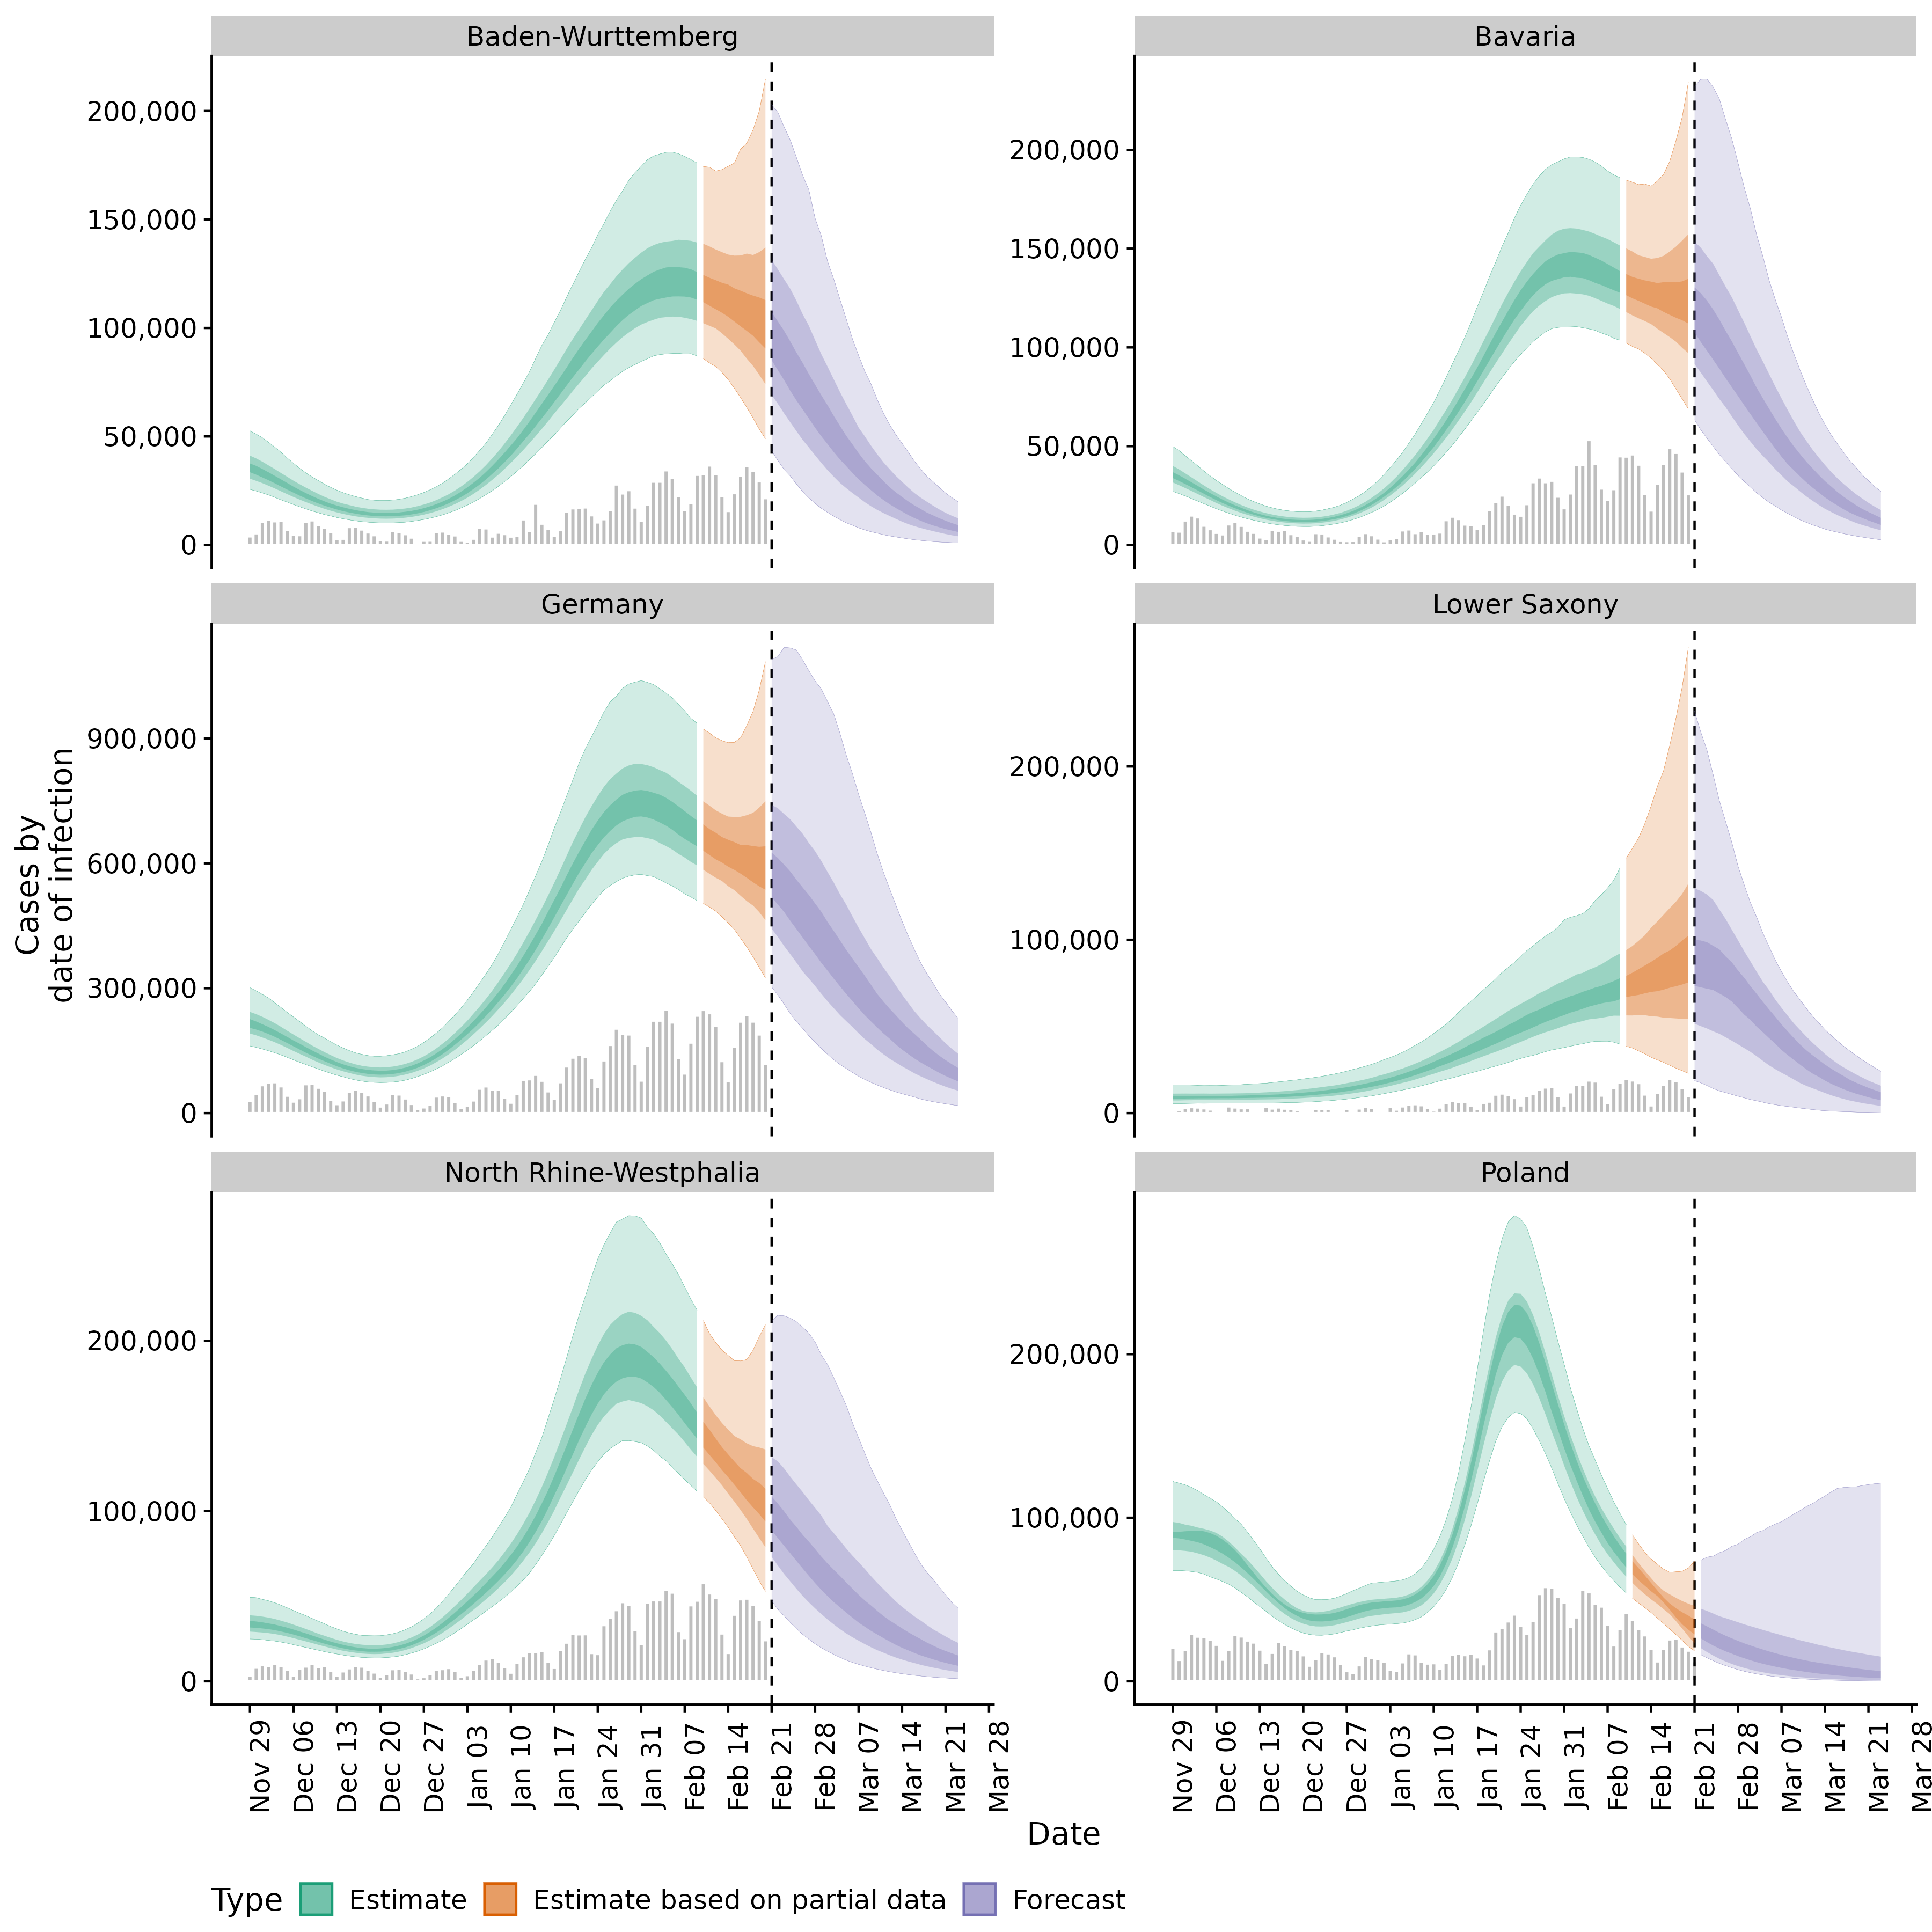 Baden-Wurttemberg
Bavaria
200,000
150,000
100,000
50,000
0
200,000
150,000
100,000
50,000
0
Germany
Lower Saxony
900,000
600,000
300,000
0
200,000
100,000
0
Cases by
date of infection
North Rhine-Westphalia
Poland
200,000
100,000
0
200,000
100,000
0
Nov 29
Dec 06
Dec 13
Dec 20
Dec 27
Jan 03
Jan 10
Jan 17
Jan 24
Jan 31
Feb 07
Feb 14
Feb 21
Feb 28
Mar 07
Mar 14
Mar 21
Mar 28
Nov 29
Dec 06
Dec 13
Dec 20
Dec 27
Jan 03
Jan 10
Jan 17
Jan 24
Jan 31
Feb 07
Feb 14
Feb 21
Feb 28
Mar 07
Mar 14
Mar 21
Mar 28
Date
Type Estimate Estimate based on partial data Forecast